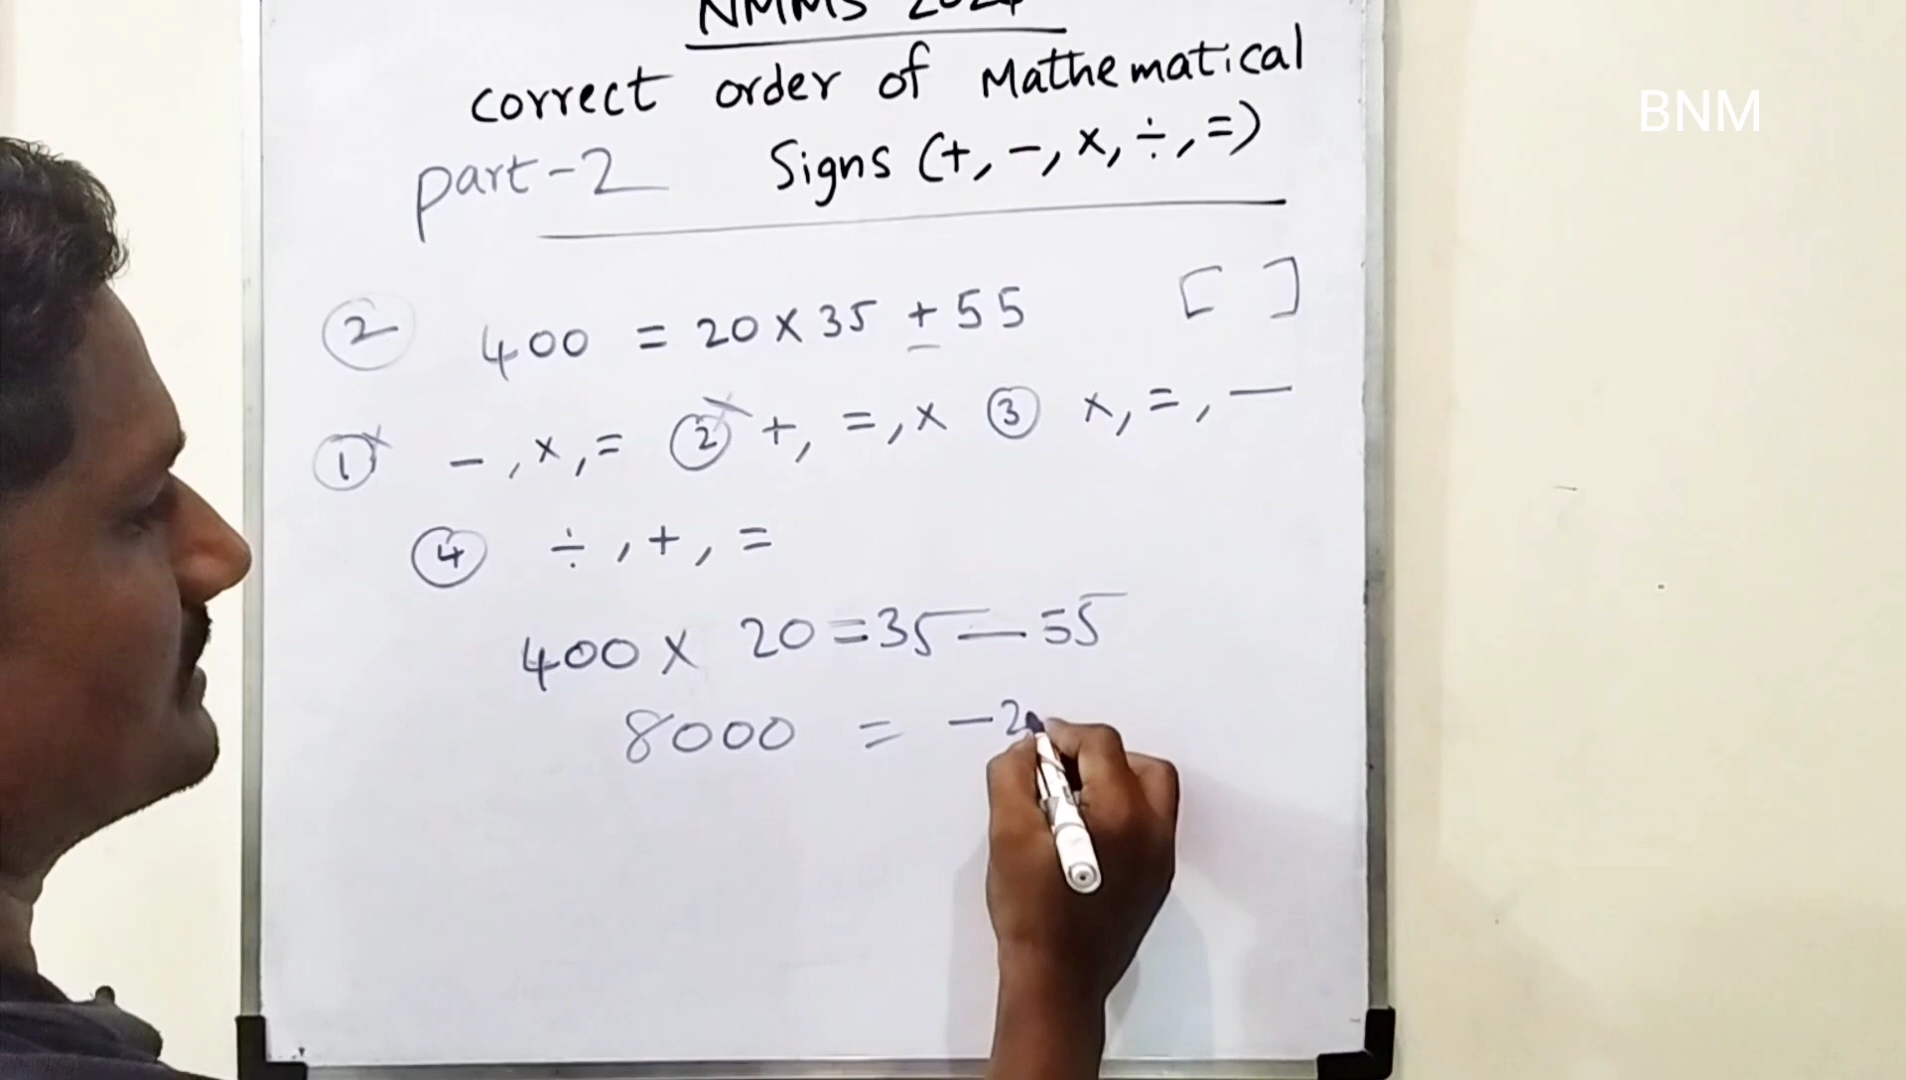 NMMS 2024
correct order of Mathematical
part-2 Signs (+, -, ×, ÷, =)
BNM
② 400 = 20 × 35 + 55 [ ]
① - , × , = ② + , = , × ③ × , = , -
④ ÷ , + , =
400 × 20 = 35 - 55
8000 = -2